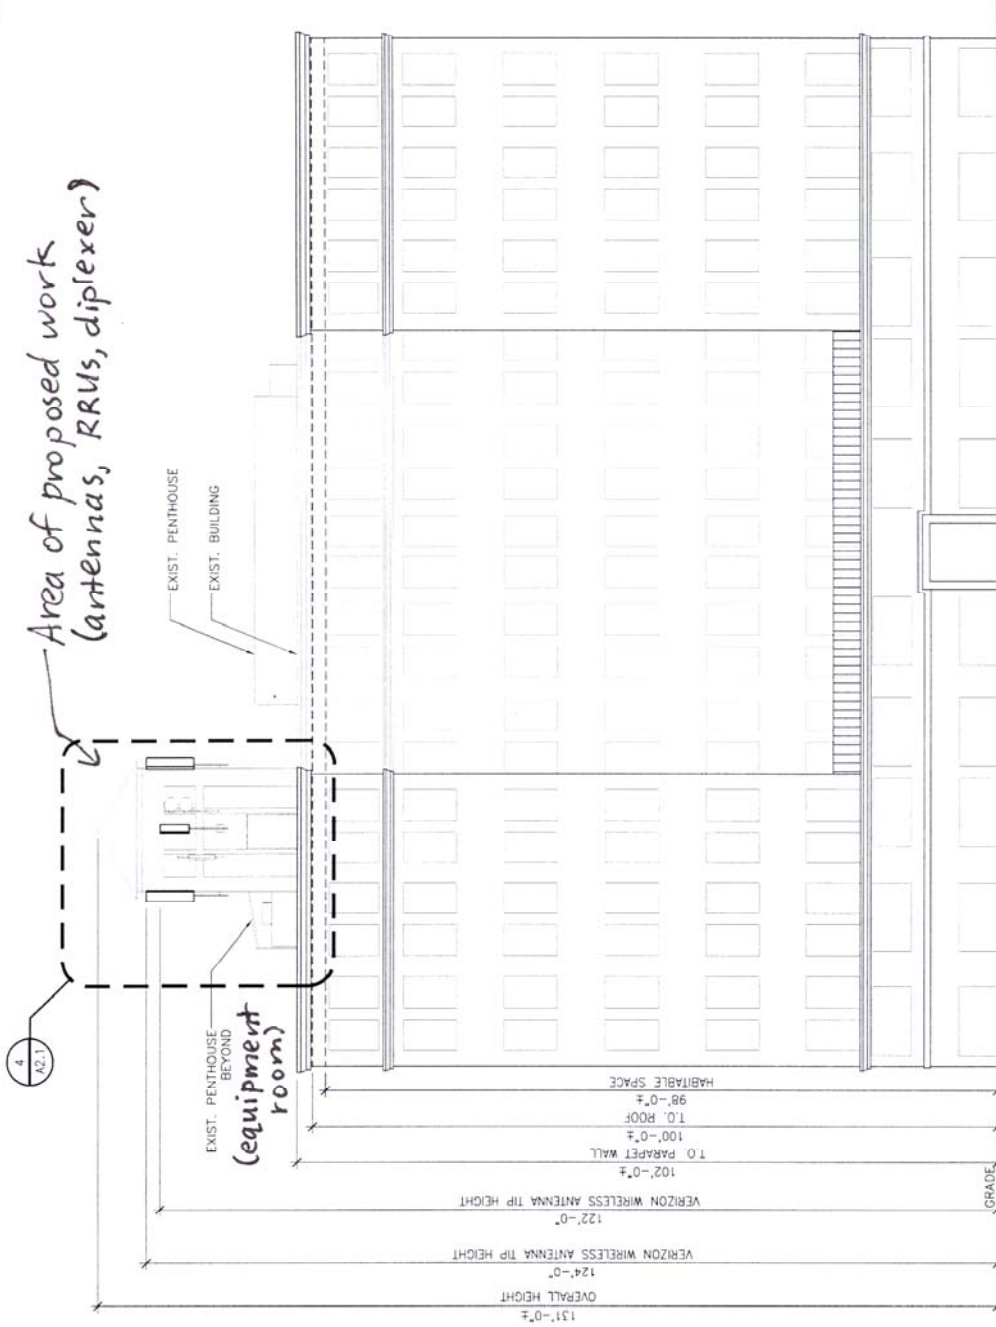 Area of proposed work
(antennas, RRUs, diplexer)
EXIST. PENTHOUSE
EXIST. BUILDING
4
A2.1
EXIST. PENTHOUSE
BEYOND
(equipment
room)
HABITABLE SPACE
98'-0"±
T.O. ROOF
100'-0"±
T.O PARAPET WALL
102'-0"±
VERIZON WIRELESS ANTENNA TIP HEIGHT
122'-0"
VERIZON WIRELESS ANTENNA TIP HEIGHT
124'-0"
OVERALL HEIGHT
131'-0"±
GRADE